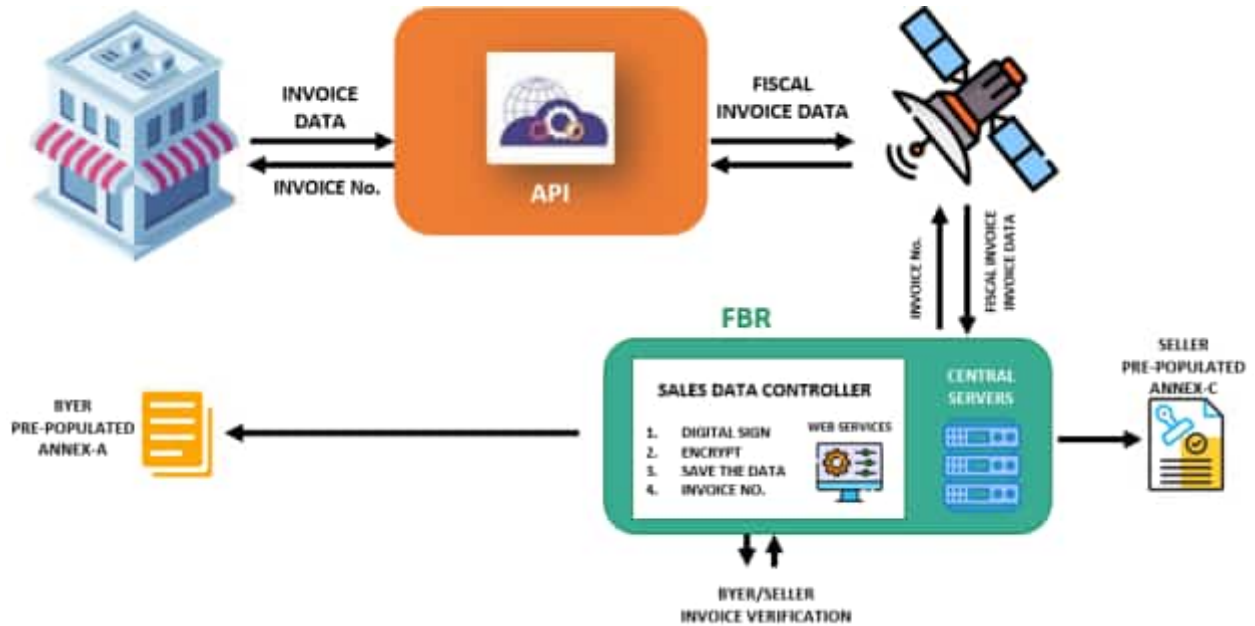 INVOICE
DATA
INVOICE No.
API
FISCAL
INVOICE DATA
INVOICE No.
FISCAL INVOICE
INVOICE DATA
FBR
SALES DATA CONTROLLER
1. DIGITAL SIGN
2. ENCRYPT
3. SAVE THE DATA
4. INVOICE NO.
WEB SERVICES
CENTRAL
SERVERS
SELLER
PRE-POPULATED
ANNEX-C
BYER
PRE-POPULATED
ANNEX-A
BYER/SELLER
INVOICE VERIFICATION